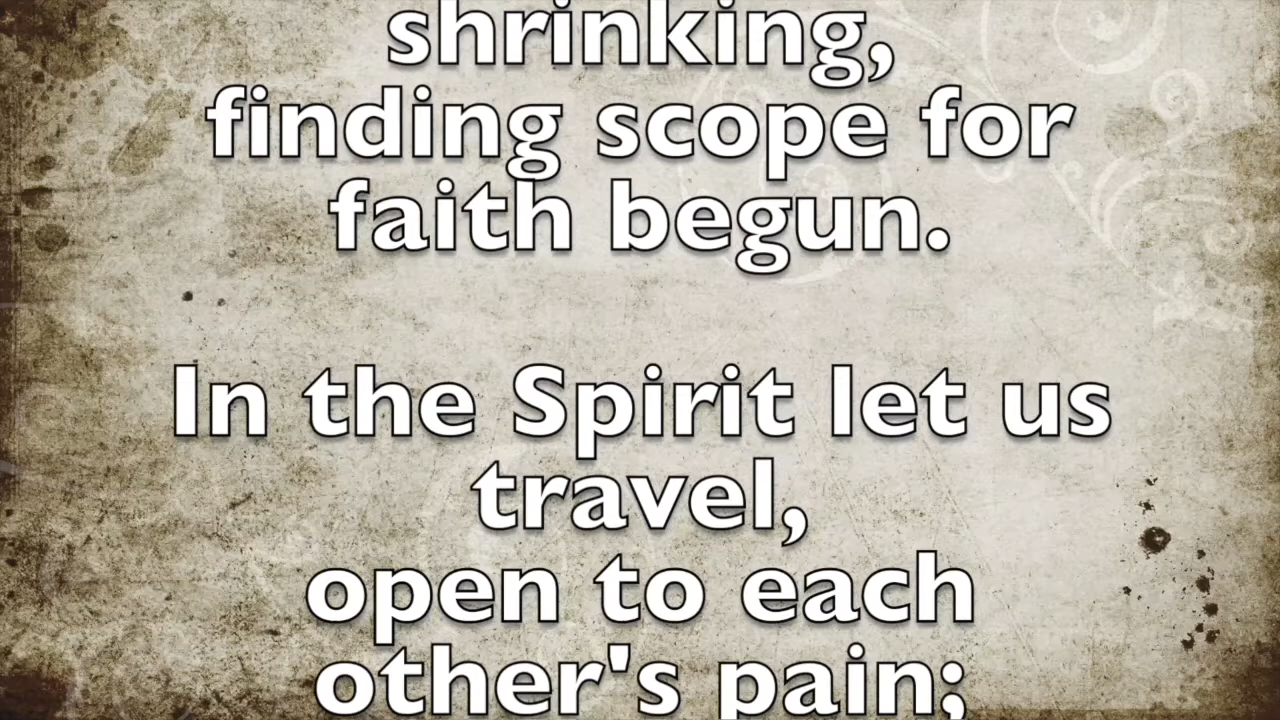 shrinking,
finding scope for
faith begun.
In the Spirit let us
travel,
open to each
other's pain;